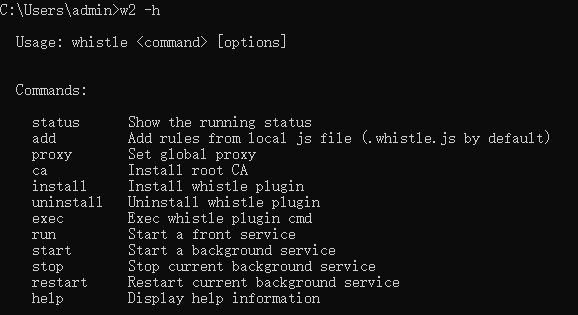 C:\Users\admin>w2 -h
Usage: whistle <command> [options]
Commands:
status Show the running status
add Add rules from local js file (.whistle.js by default)
proxy Set global proxy
ca Install root CA
install Install whistle plugin
uninstall Uninstall whistle plugin
exec Exec whistle plugin cmd
run Start a front service
start Start a background service
stop Stop current background service
restart Restart current background service
help Display help information